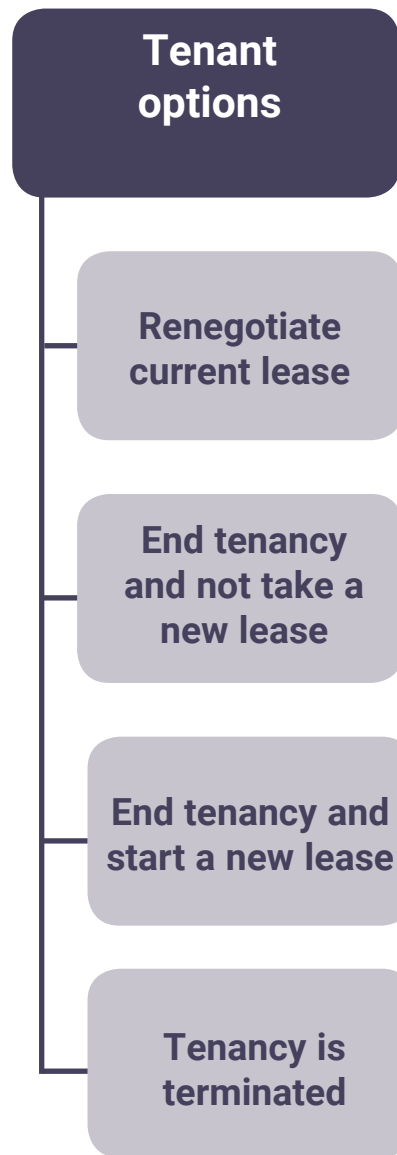 Tenant
options
Renegotiate
current lease
End tenancy
and not take a
new lease
End tenancy and
start a new lease
Tenancy is
terminated